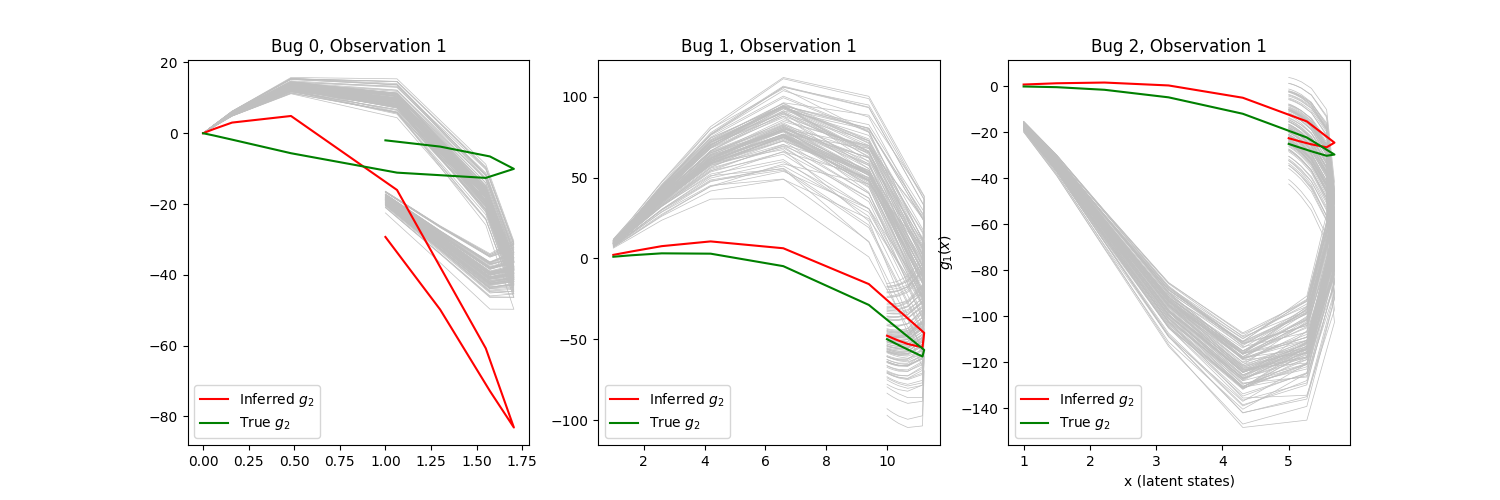 Bug 0, Observation 1
20
0
−20
−40
−60
−80
0.00 0.25 0.50 0.75 1.00 1.25 1.50 1.75
Inferred g₂
True g₂
Bug 1, Observation 1
100
50
0
−50
−100
2 4 6 8 10
Inferred g₂
True g₂
Bug 2, Observation 1
g₁(x)
0
−20
−40
−60
−80
−100
−120
−140
1 2 3 4 5
x (latent states)
Inferred g₂
True g₂